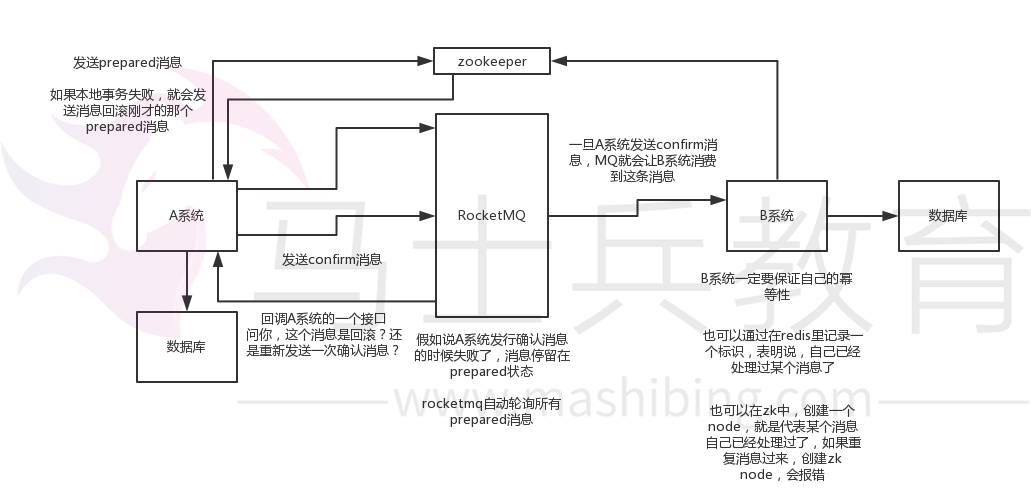 zookeeper
发送prepared消息
如果本地事务失败，就会发
送消息回滚刚才的那个
prepared消息
一旦A系统发送confirm消
息，MQ就会让B系统消费
到这条消息
A系统
RocketMQ
B系统
数据库
发送confirm消息
B系统一定要保证自己的幂
等性
回调A系统的一个接口
问你，这个消息是回滚？还
是重新发送一次确认消息？
数据库
假如说A系统发行确认消息
的时候失败了，消息停留在
prepared状态
也可以通过在redis里记录一
个标识，表明说，自己已经
处理过某个消息了
rocketmq自动轮询所有
prepared消息
也可以在zk中，创建一个
node，就是代表某个消息
自己已经处理过了，如果重
复消息过来，创建zk
node，会报错
马士兵教育
www.mashibing.com